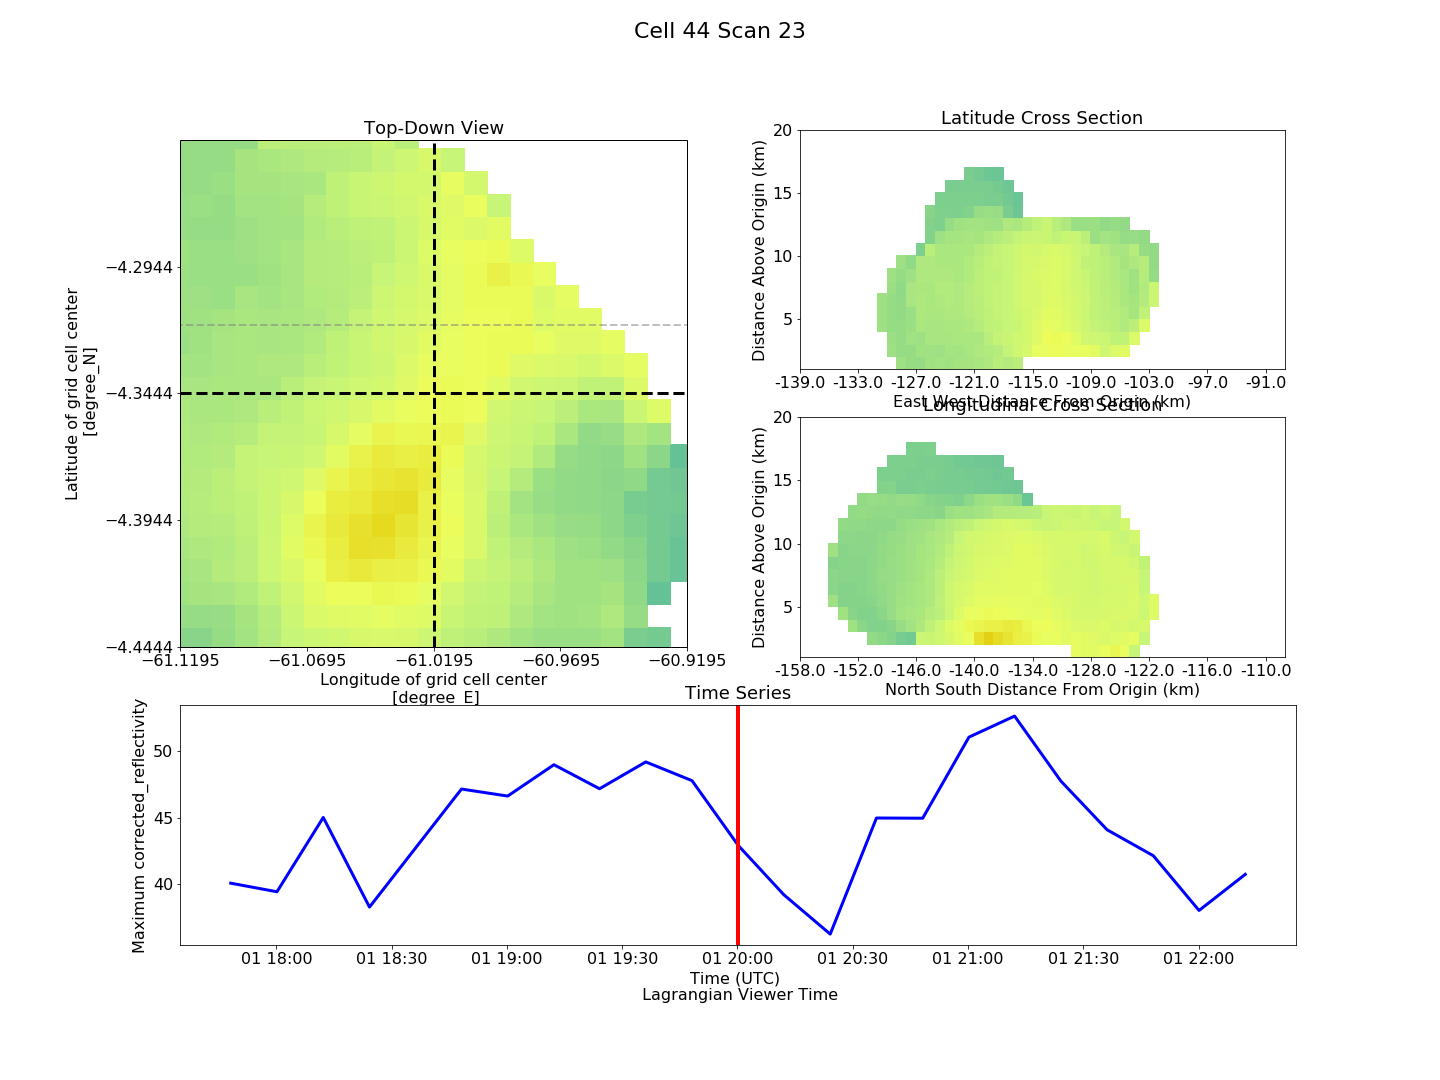 Cell 44 Scan 23
Top-Down View
−4.2944
−4.3444
−4.3944
−4.4444
Latitude of grid cell center
[degree_N]
−61.1195 −61.0695 −61.0195 −60.9695 −60.9195
Longitude of grid cell center
[degree_E]
Latitude Cross Section
20
15
10
5
Distance Above Origin (km)
-139.0 -133.0 -127.0 -121.0 -115.0 -109.0 -103.0 -97.0 -91.0
East West Distance From Origin (km)
Longitudinal Cross Section
20
15
10
5
Distance Above Origin (km)
-158.0 -152.0 -146.0 -140.0 -134.0 -128.0 -122.0 -116.0 -110.0
North South Distance From Origin (km)
Time Series
50
45
40
Maximum corrected_reflectivity
01 18:00 01 18:30 01 19:00 01 19:30 01 20:00 01 20:30 01 21:00 01 21:30 01 22:00
Time (UTC)
Lagrangian Viewer Time